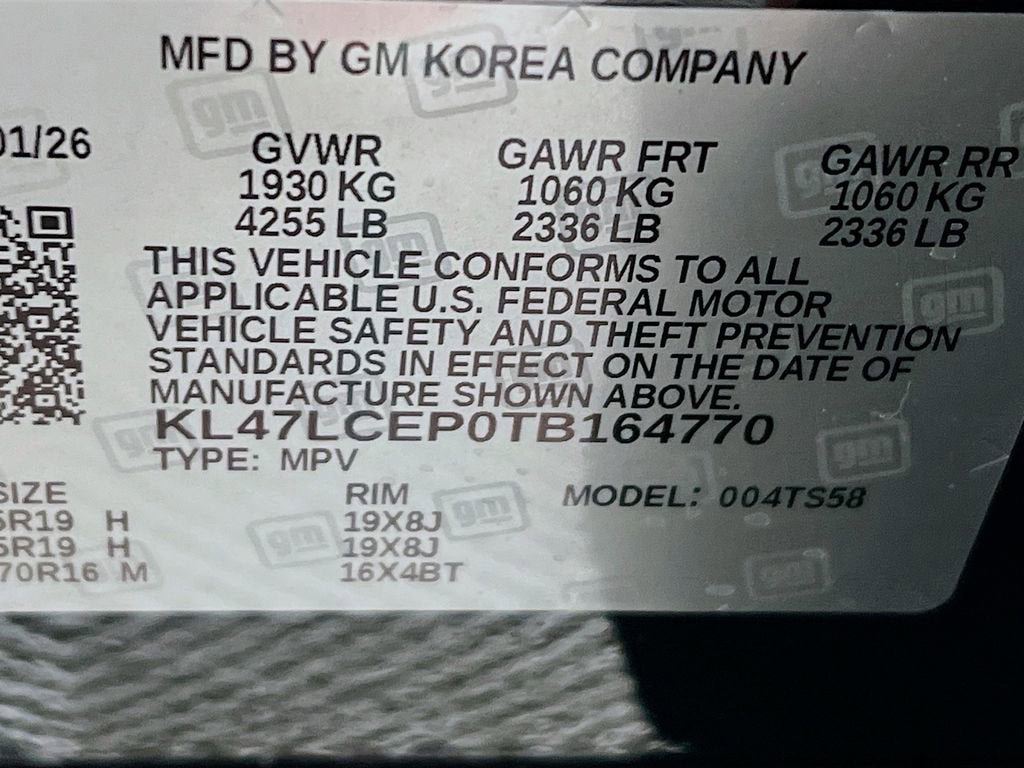 MFD BY GM KOREA COMPANY
01/26 GVWR GAWR FRT GAWR RR
1930 KG 1060 KG 1060 KG
4255 LB 2336 LB 2336 LB
THIS VEHICLE CONFORMS TO ALL
APPLICABLE U.S. FEDERAL MOTOR
VEHICLE SAFETY AND THEFT PREVENTION
STANDARDS IN EFFECT ON THE DATE OF
MANUFACTURE SHOWN ABOVE.
KL47LCEP0TB164770
TYPE: MPV
SIZE RIM MODEL: 004TS58
5R19 H 19X8J
5R19 H 19X8J
70R16 M 16X4BT